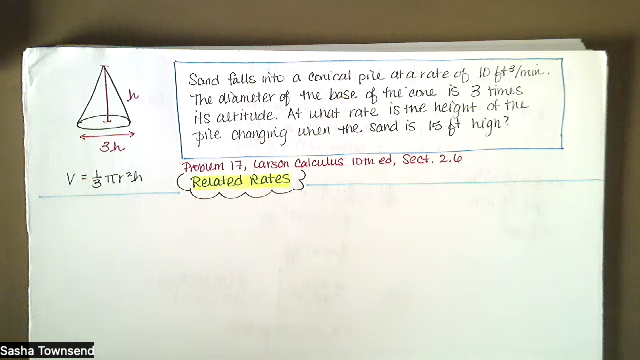 Sand falls into a conical pile at a rate of 10 ft³/min.
The diameter of the base of the cone is 3 times
its altitude. At what rate is the height of the
pile changing when the sand is 15 ft high?
h
3h
Problem 17, Larson Calculus 10th ed, Sect. 2.6
V = 1/3 πr²h
Related Rates
Sasha Townsend